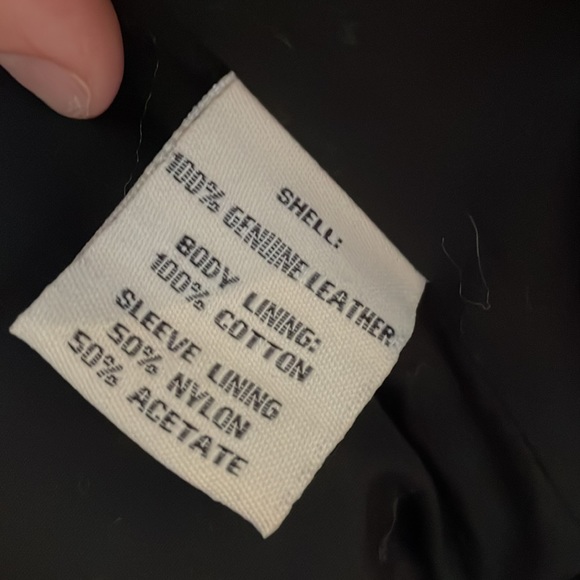 SHELL:
100% GENUINE LEATHER
BODY LINING:
100% COTTON
SLEEVE LINING
50% NYLON
50% ACETATE